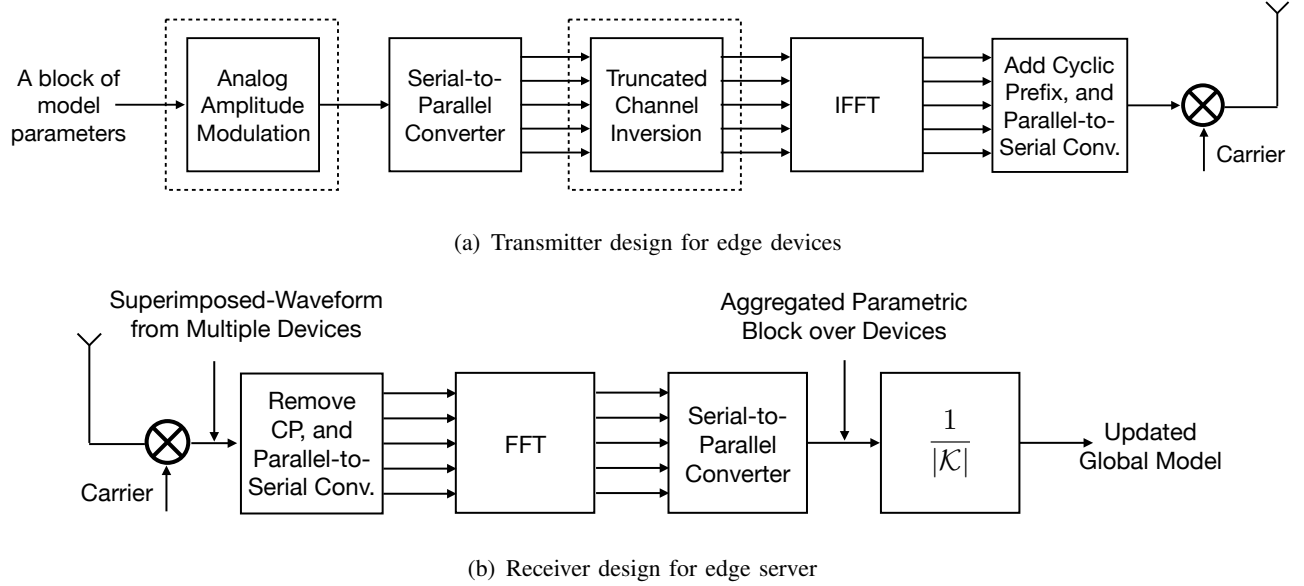 A block of
model
parameters
Analog
Amplitude
Modulation
Serial-to-
Parallel
Converter
Truncated
Channel
Inversion
IFFT
Add Cyclic
Prefix, and
Parallel-to-
Serial Conv.
Carrier
(a) Transmitter design for edge devices
Superimposed-Waveform
from Multiple Devices
Carrier
Remove
CP, and
Parallel-to-
Serial Conv.
FFT
Serial-to-
Parallel
Converter
Aggregated Parametric
Block over Devices
1
|𝒦|
Updated
Global Model
(b) Receiver design for edge server